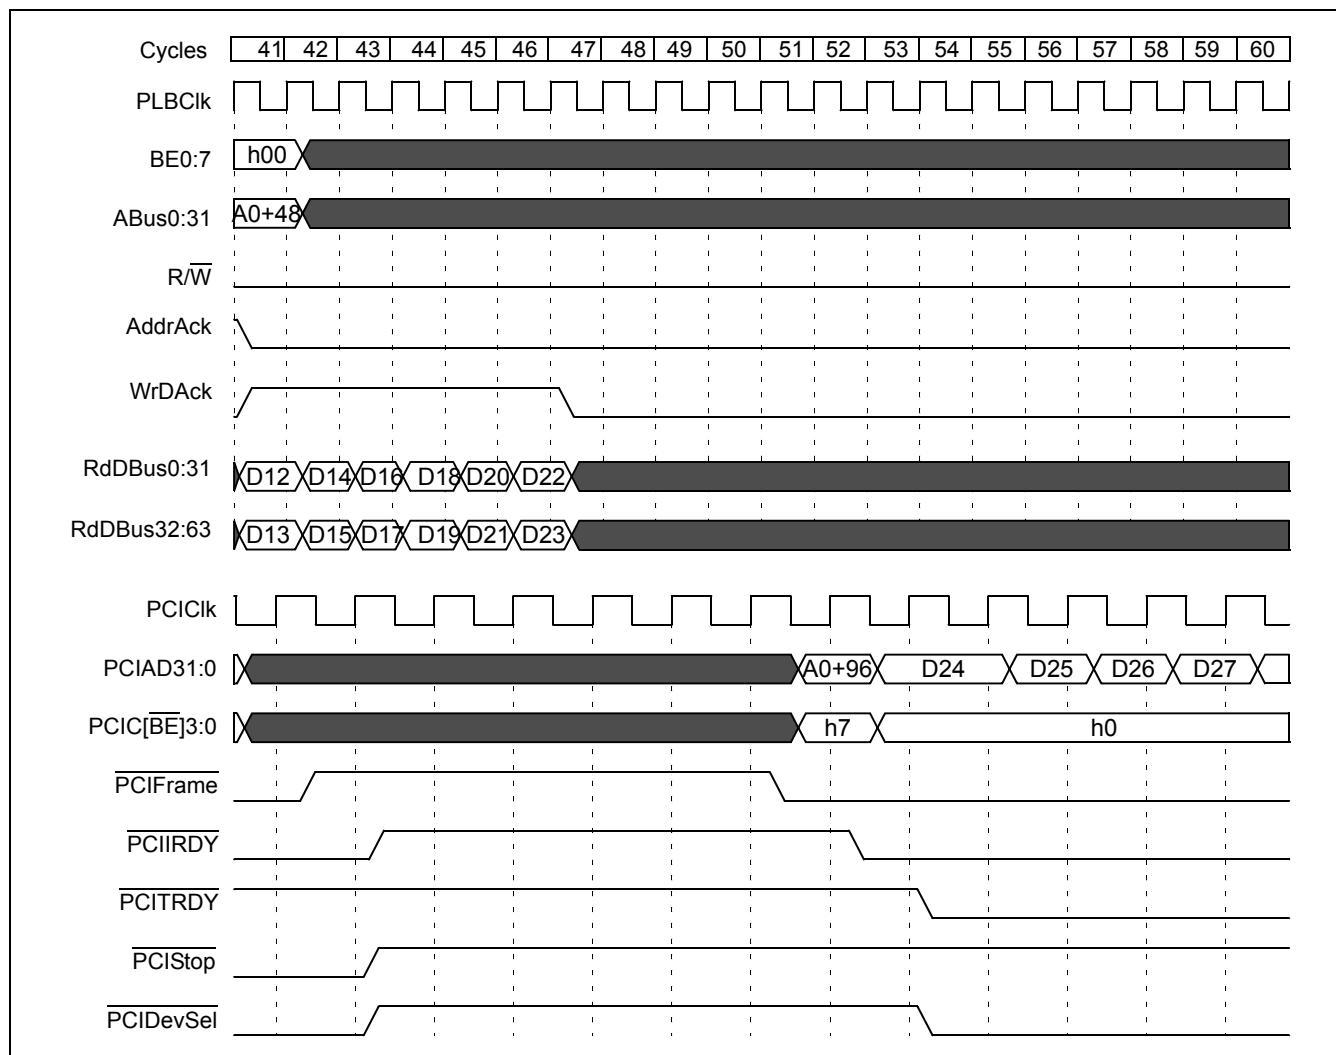 Cycles 41 42 43 44 45 46 47 48 49 50 51 52 53 54 55 56 57 58 59 60
PLBClk
BE0:7 h00
ABus0:31 A0+48
R/W
AddrAck
WrDAck
RdDBus0:31 D12 D14 D16 D18 D20 D22
RdDBus32:63 D13 D15 D17 D19 D21 D23
PCIClk
PCIAD31:0 A0+96 D24 D25 D26 D27
PCIC[BE]3:0 h7 h0
PCIFrame
PCIIRDY
PCITRDY
PCIStop
PCIDevSel